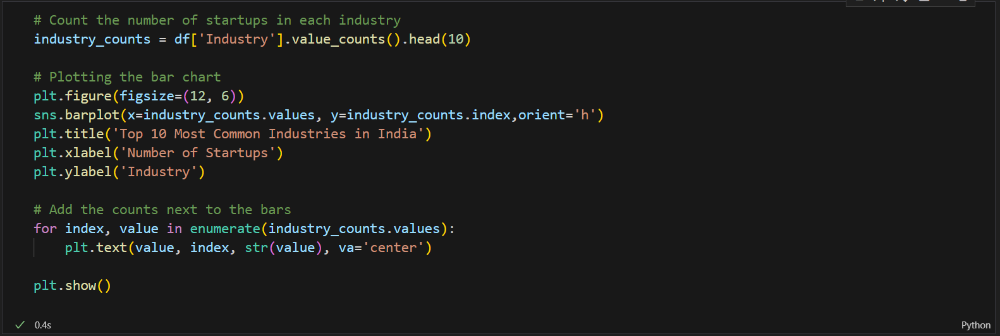 # Count the number of startups in each industry
industry_counts = df['Industry'].value_counts().head(10)
# Plotting the bar chart
plt.figure(figsize=(12, 6))
sns.barplot(x=industry_counts.values, y=industry_counts.index,orient='h')
plt.title('Top 10 Most Common Industries in India')
plt.xlabel('Number of Startups')
plt.ylabel('Industry')
# Add the counts next to the bars
for index, value in enumerate(industry_counts.values):
    plt.text(value, index, str(value), va='center')
plt.show()
0.4s
Python